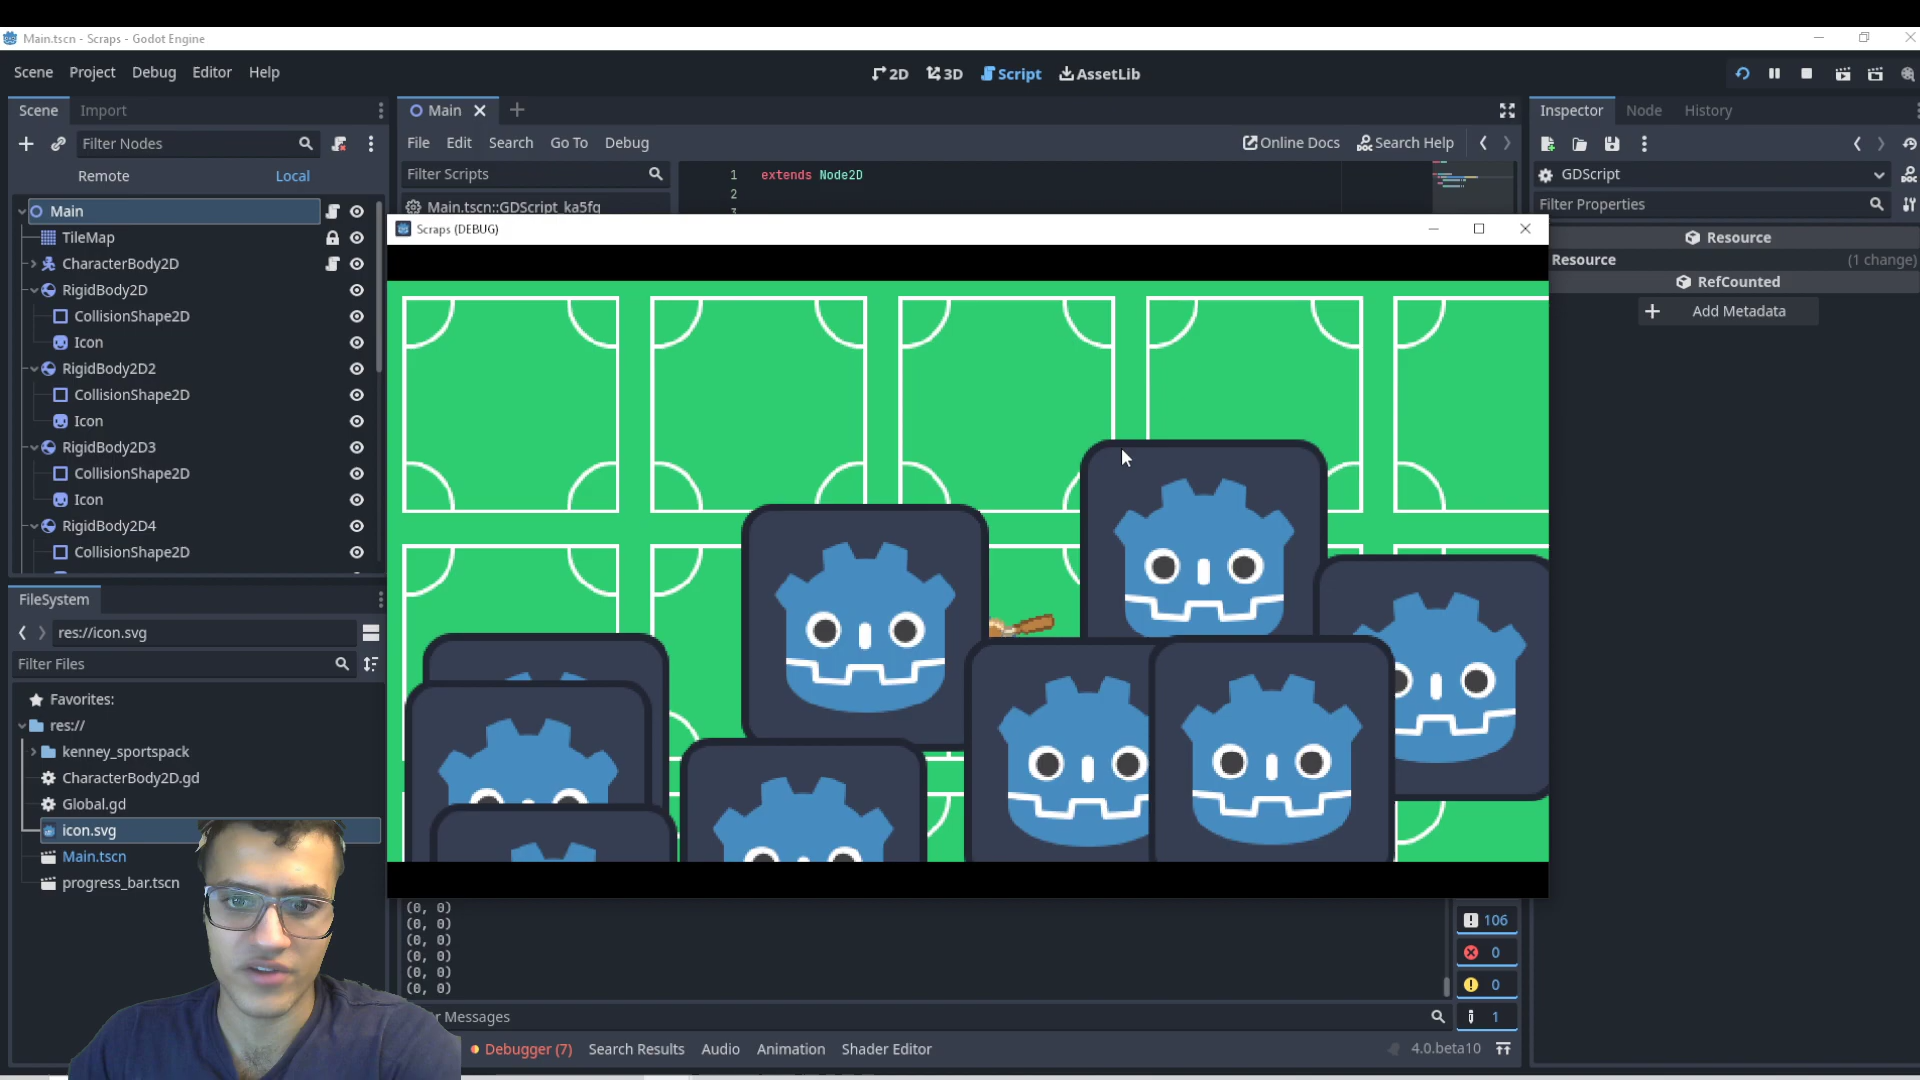 Main.tscn - Scraps - Godot Engine
Scene Project Debug Editor Help
2D 3D Script AssetLib
Scene Import
Main
Inspector Node History
Filter Nodes
File Edit Search Go To Debug
Online Docs Search Help
Remote Local
Filter Scripts
1 extends Node2D
2
GDScript
Main.tscn::GDScript_ka5fq
Filter Properties
Main
TileMap
CharacterBody2D
RigidBody2D
CollisionShape2D
Icon
RigidBody2D2
CollisionShape2D
Icon
RigidBody2D3
CollisionShape2D
Icon
RigidBody2D4
CollisionShape2D
Scraps (DEBUG)
Resource
Resource (1 change)
RefCounted
Add Metadata
FileSystem
res://icon.svg
Filter Files
Favorites:
res://
kenney_sportspack
CharacterBody2D.gd
Global.gd
icon.svg
Main.tscn
progress_bar.tscn
(0, 0)
(0, 0)
(0, 0)
(0, 0)
(0, 0)
(0, 0)
106
0
0
1
Messages
Debugger (7) Search Results Audio Animation Shader Editor
4.0.beta10